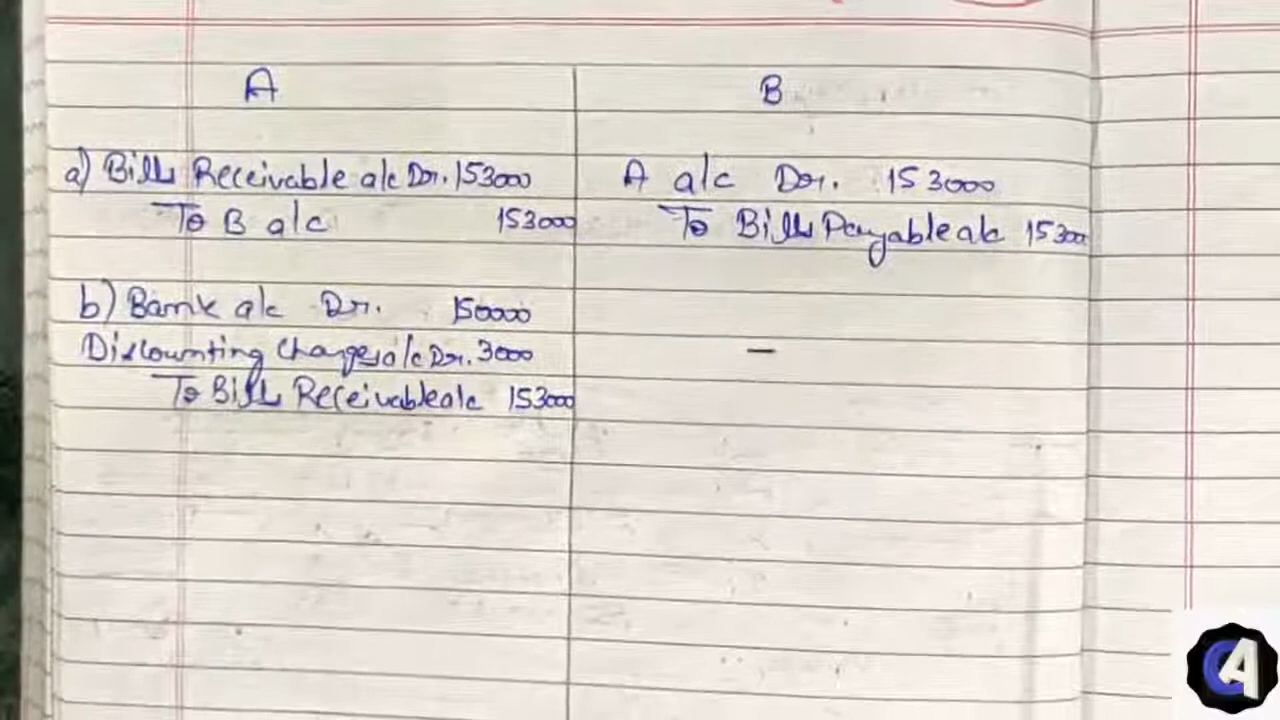 A
B
a) Bills Receivable a/c Dr. 153000
To B a/c 153000
A a/c Dr. 153000
To Bills Payable a/c 15300
b) Bank a/c Dr. 150000
Discounting Charges a/c Dr. 3000
To Bills Receivable a/c 153000
—
CA